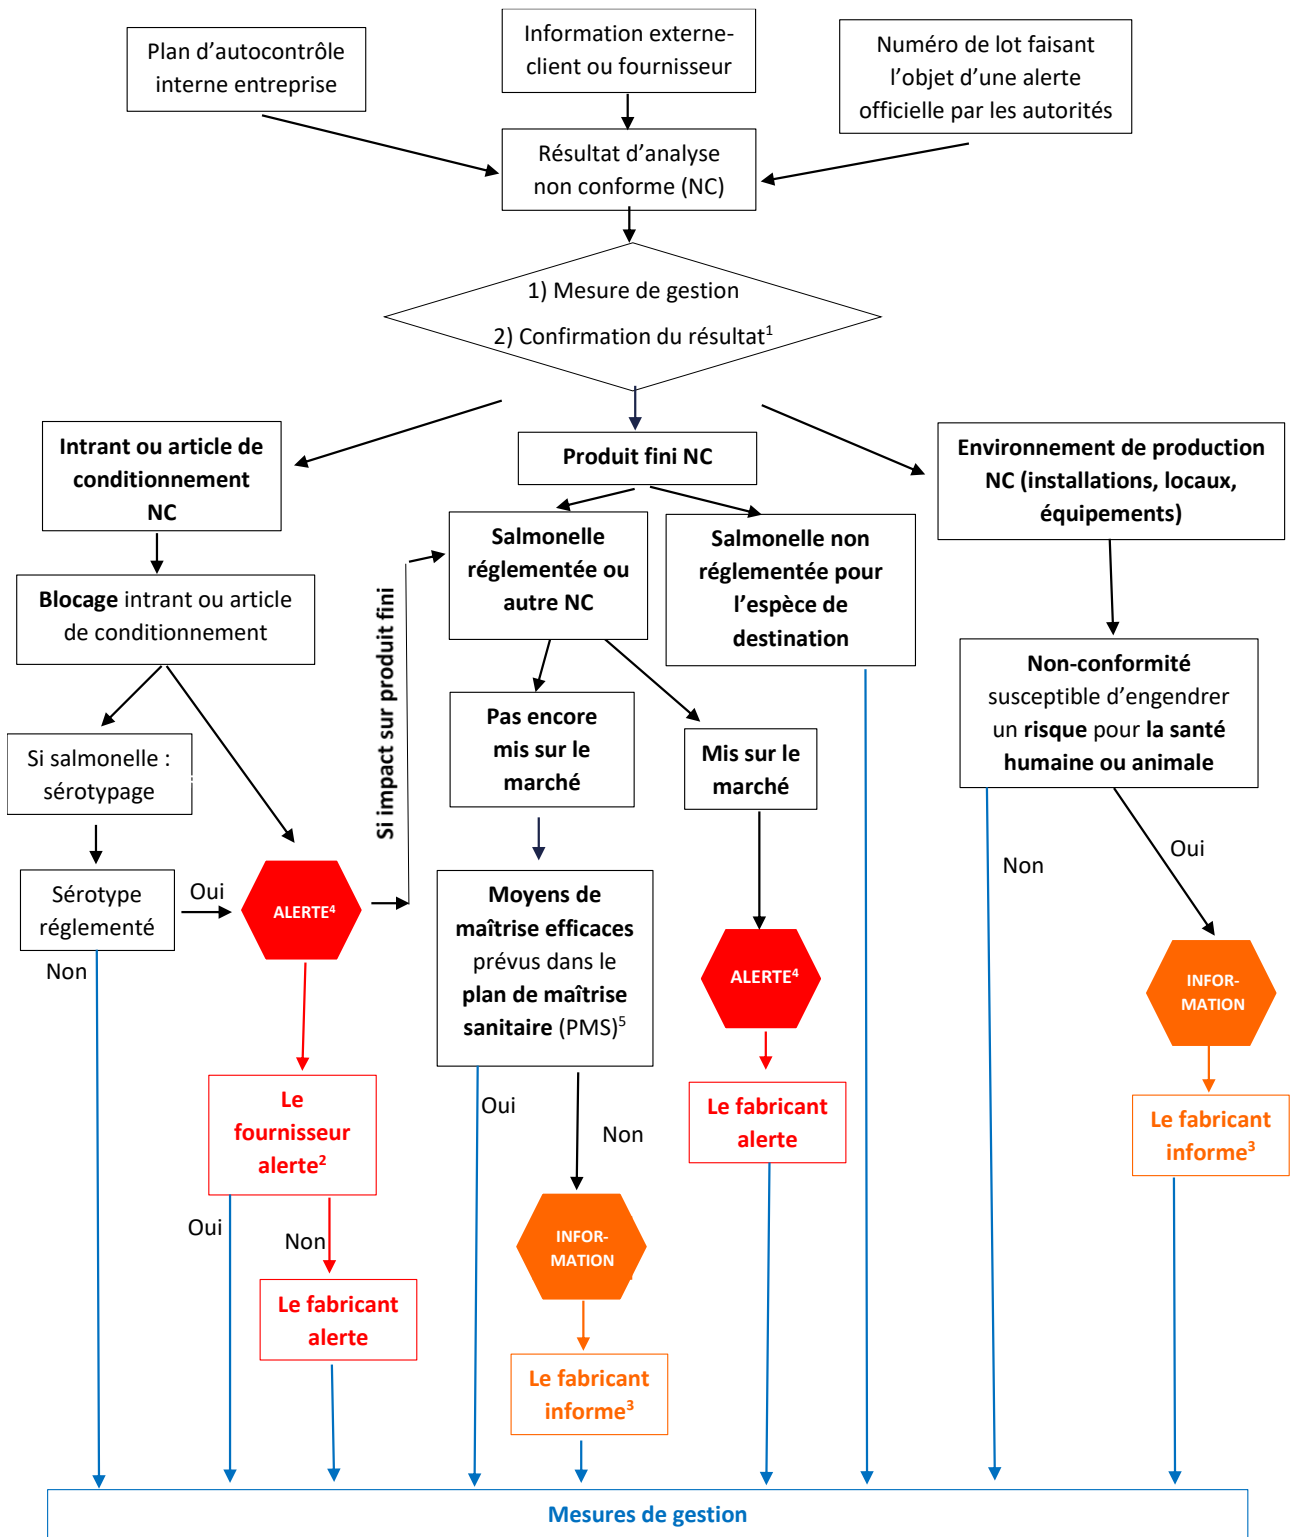 Plan d’autocontrôle
interne entreprise
Information externe-
client ou fournisseur
Numéro de lot faisant
l’objet d’une alerte
officielle par les autorités
Résultat d’analyse
non conforme (NC)
1) Mesure de gestion
2) Confirmation du résultat¹
Intrant ou article de
conditionnement
NC
Produit fini NC
Environnement de production
NC (installations, locaux,
équipements)
Blocage intrant ou article
de conditionnement
Si impact sur produit fini
Salmonelle
réglementée ou
autre NC
Salmonelle non
réglementée pour
l’espèce de
destination
Non-conformité
susceptible d’engendrer
un risque pour la santé
humaine ou animale
Si salmonelle :
sérotypage
Pas encore
mis sur le
marché
Mis sur le
marché
Sérotype
réglementé
Oui
Non
ALERTE⁴
Moyens de
maîtrise efficaces
prévus dans le
plan de maîtrise
sanitaire (PMS)⁵
ALERTE⁴
Non
Oui
INFOR-
MATION
Le
fournisseur
alerte²
Oui
Non
Le fabricant
alerte
Oui
Non
INFOR-
MATION
Le fabricant
informe³
Le fabricant
alerte
Le fabricant
informe³
Mesures de gestion